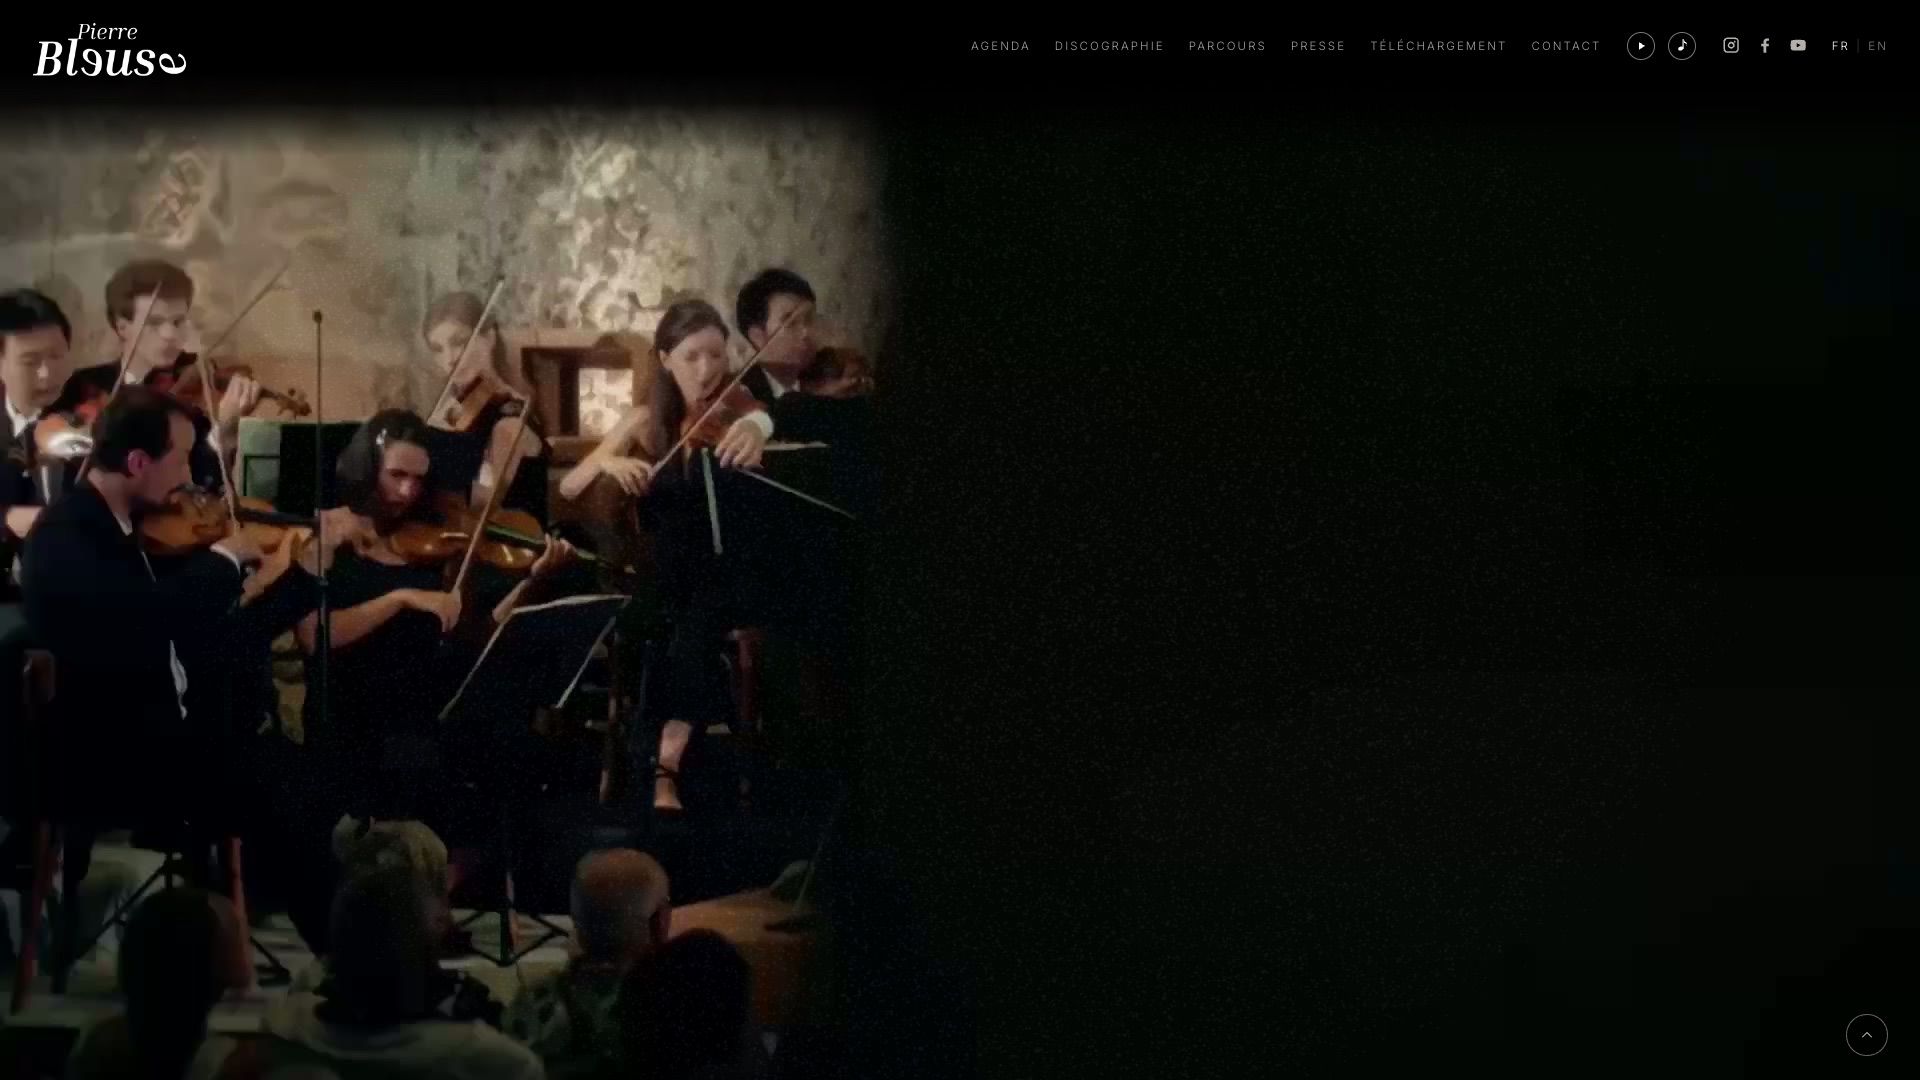 Pierre
Bleuse
AGENDA DISCOGRAPHIE PARCOURS PRESSE TÉLÉCHARGEMENT CONTACT FR | EN